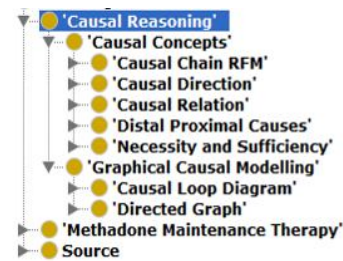 'Causal Reasoning'
'Causal Concepts'
'Causal Chain RFM'
'Causal Direction'
'Causal Relation'
'Distal Proximal Causes'
'Necessity and Sufficiency'
'Graphical Causal Modelling'
'Causal Loop Diagram'
'Directed Graph'
'Methadone Maintenance Therapy'
Source